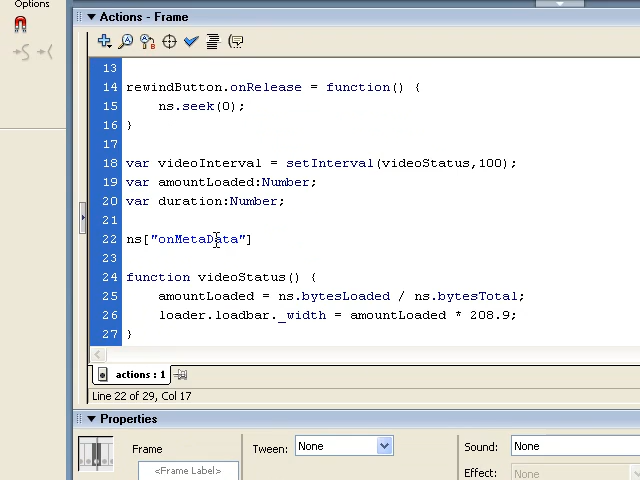 Options
Actions - Frame
13
14 rewindButton.onRelease = function() {
15 ns.seek(0);
16 }
17
18 var videoInterval = setInterval(videoStatus,100);
19 var amountLoaded:Number;
20 var duration:Number;
21
22 ns["onMetaData"]
23
24 function videoStatus() {
25 amountLoaded = ns.bytesLoaded / ns.bytesTotal;
26 loader.loadbar._width = amountLoaded * 208.9;
27 }
actions : 1
Line 22 of 29, Col 17
Properties
Frame Tween: None Sound: None
<Frame Label> Effect: None